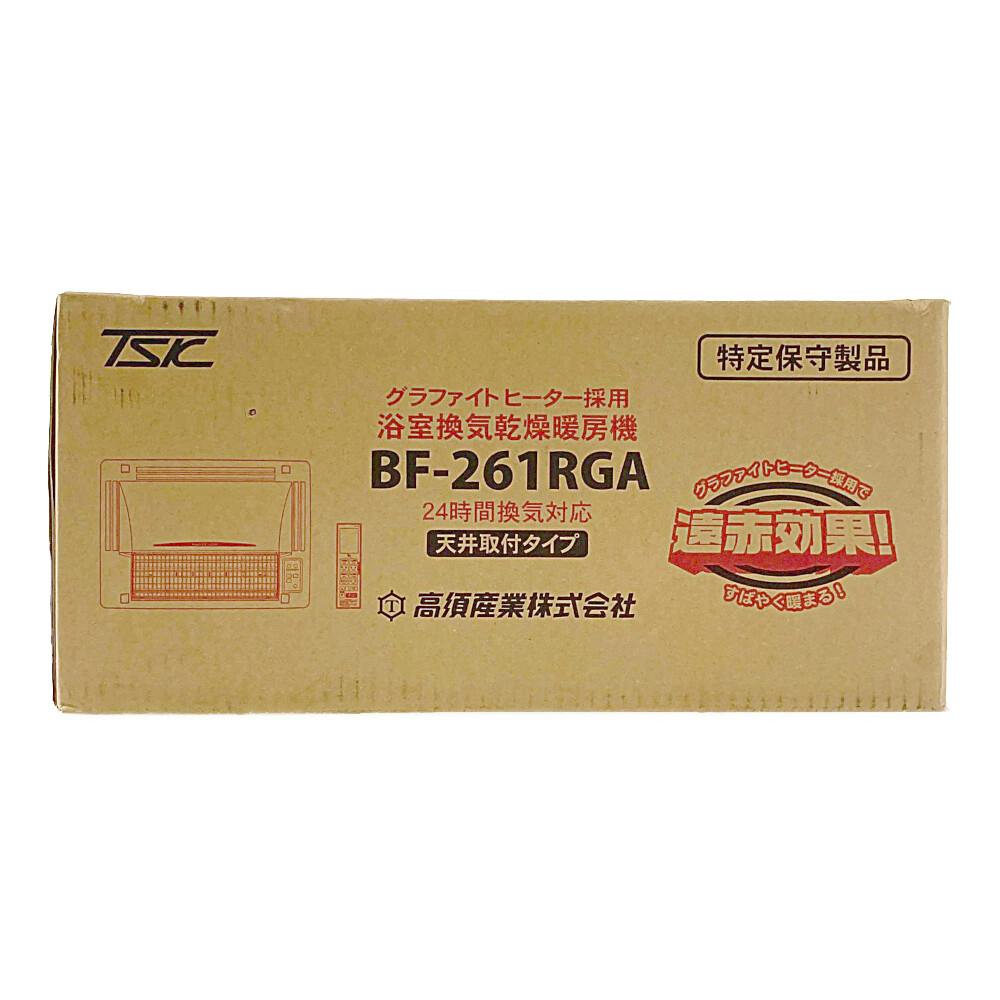 TSK
特定保守製品
グラファイトヒーター採用
浴室換気乾燥暖房機
BF-261RGA
24時間換気対応
天井取付タイプ
高須産業株式会社
グラファイトヒーター採用で
遠赤効果!
すばやく暖まる!